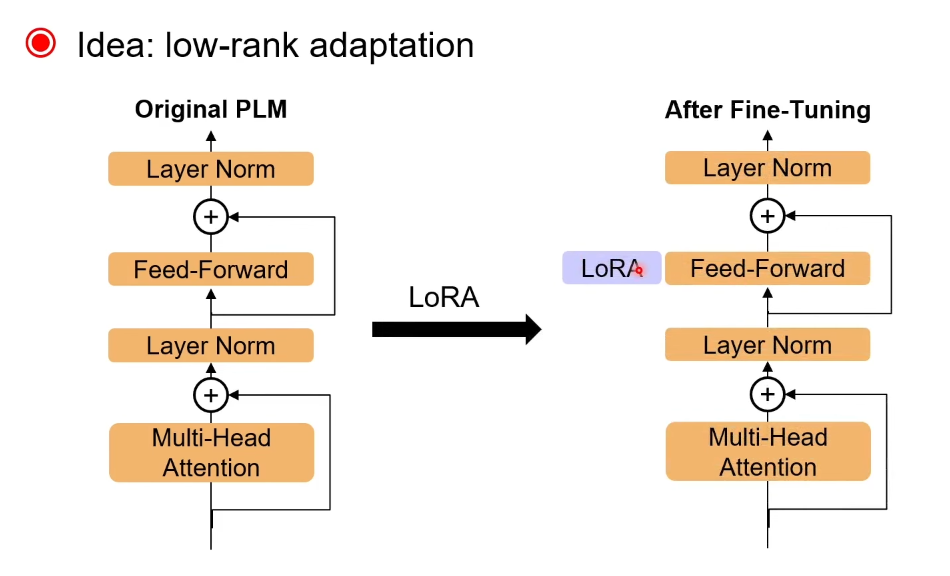 Idea: low-rank adaptation
Original PLM
Layer Norm
+
Feed-Forward
Layer Norm
+
Multi-Head
Attention
LoRA
After Fine-Tuning
Layer Norm
+
LoRA Feed-Forward
Layer Norm
+
Multi-Head
Attention